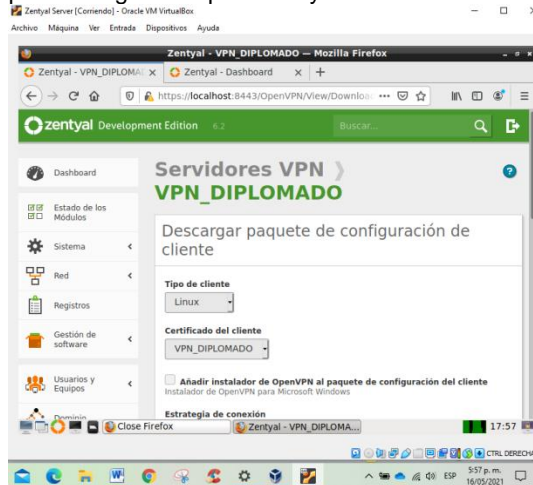 Zentyal Server [Corriendo] - Oracle VM VirtualBox
Archivo Máquina Ver Entrada Dispositivos Ayuda
Zentyal - VPN_DIPLOMADO — Mozilla Firefox
Zentyal - VPN_DIPLOMA × Zentyal - Dashboard × +
https://localhost:8443/OpenVPN/View/Downloa
zentyal Development Edition 6.2 Buscar...
Servidores VPN
VPN_DIPLOMADO
Dashboard
Estado de los
Módulos
Sistema
Red
Registros
Gestión de
software
Usuarios y
Equipos
Dominio
Descargar paquete de configuración de
cliente
Tipo de cliente
Linux
Certificado del cliente
VPN_DIPLOMADO
Añadir instalador de OpenVPN al paquete de configuración del cliente
Instalador de OpenVPN para Microsoft Windows
Estrategia de conexión
Close Firefox Zentyal - VPN_DIPLOMA... 17:57
CTRL DERECHA
ESP 5:57 p. m.
16/05/2021